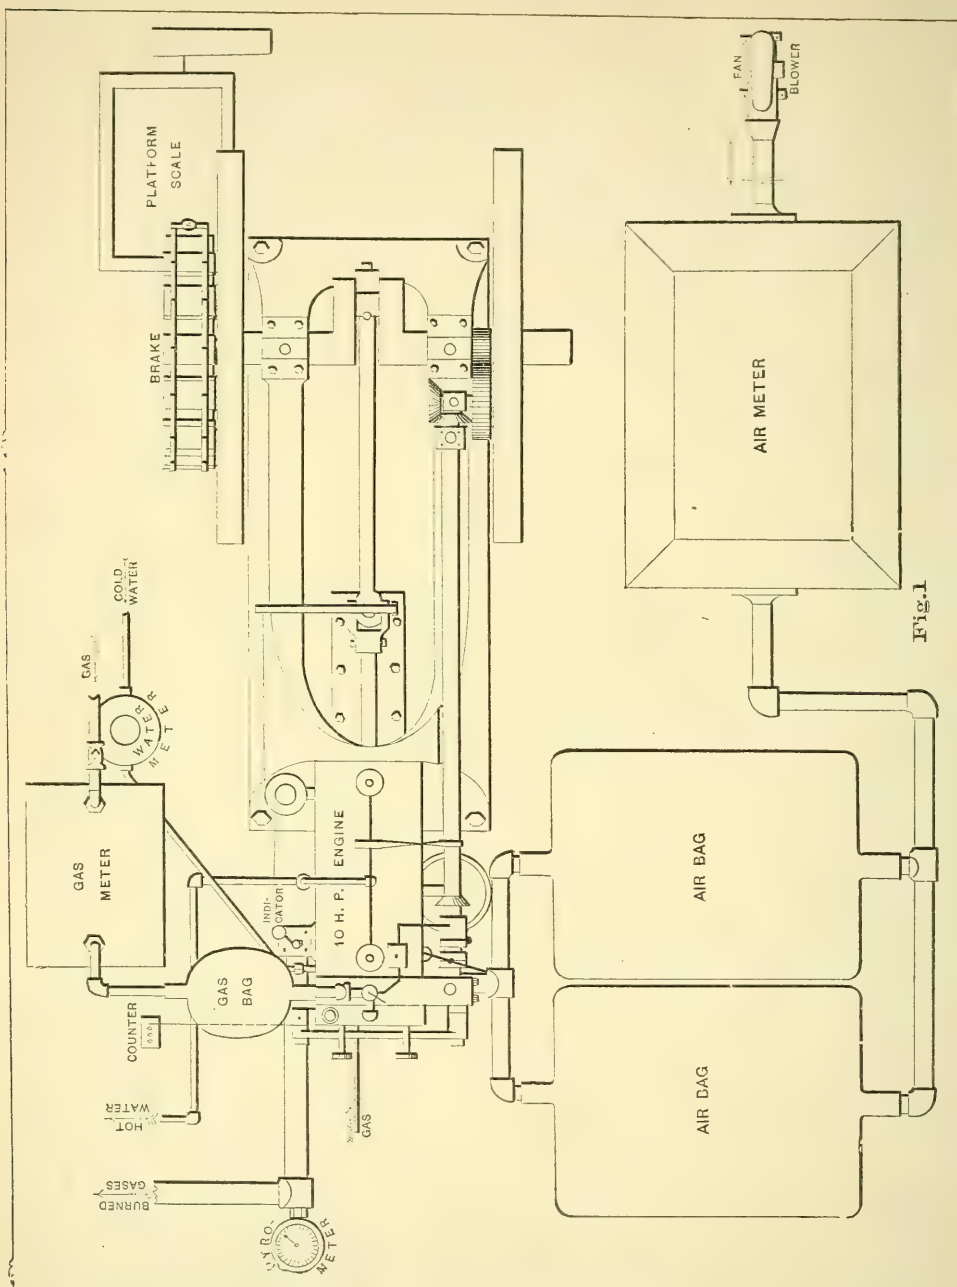 PLATFORM
SCALE
BRAKE
FAN
BLOWER
AIR METER
Fig.1
COLD
WATER
GAS
WATER
METER
GAS
METER
INDI-
CATOR
10 H. P. ENGINE
GAS
BAG
COUNTER
HOT
WATER
GAS
BURNED
GASES
PYRO-
METER
AIR BAG
AIR BAG